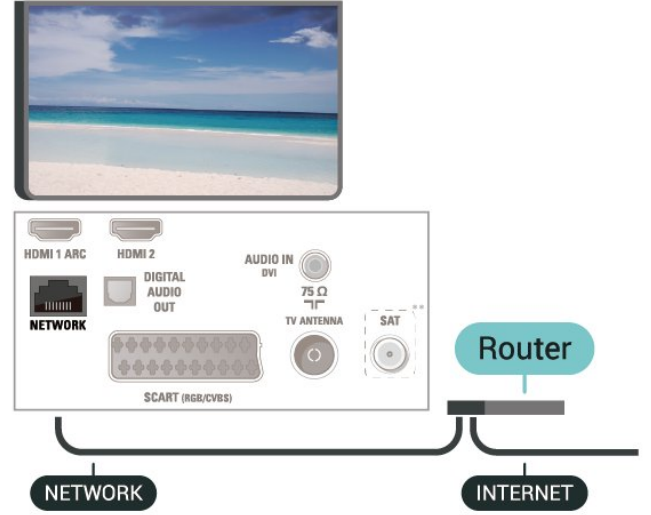 HDMI 1 ARC
HDMI 2
AUDIO IN
DVI
DIGITAL
AUDIO
OUT
75 Ω
NETWORK
TV ANTENNA
SAT
**
Router
SCART (RGB/CVBS)
NETWORK
INTERNET